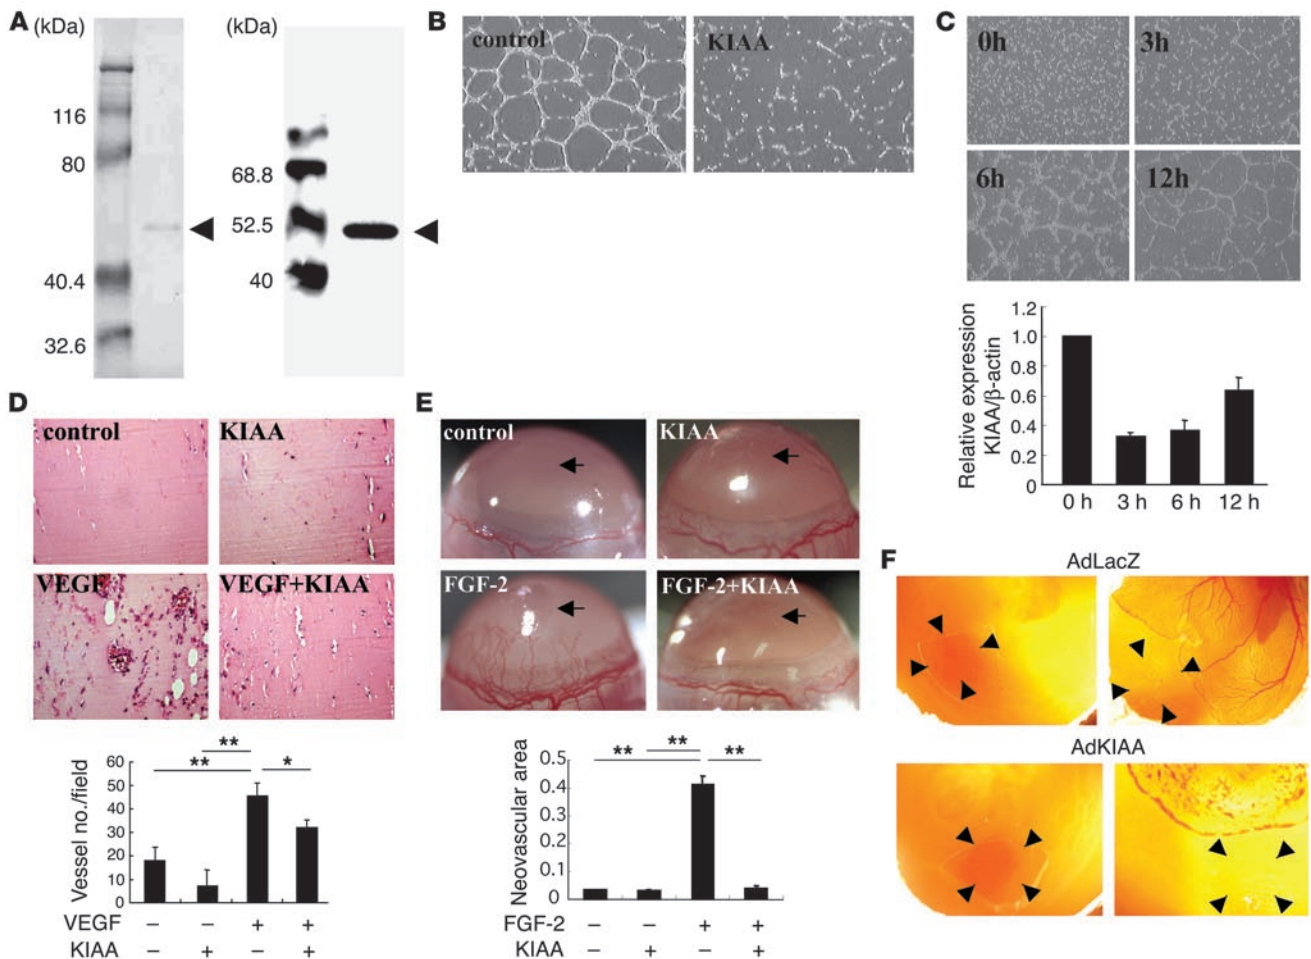 A (kDa)
116
80
40.4
32.6
(kDa)
68.8
52.5
40
B
control
KIAA
C
0h
3h
6h
12h
Relative expression
KIAA/β-actin
1.2
1.0
0.8
0.6
0.4
0.2
0
0 h 3 h 6 h 12 h
D
control
KIAA
VEGF
VEGF+KIAA
** 
** *
Vessel no./field
60
50
40
30
20
10
0
VEGF – – + +
KIAA – + – +
E
control
KIAA
FGF-2
FGF-2+KIAA
** ** **
Neovascular area
0.5
0.4
0.3
0.2
0.1
0
FGF-2 – – + +
KIAA – + – +
F
AdLacZ
AdKIAA